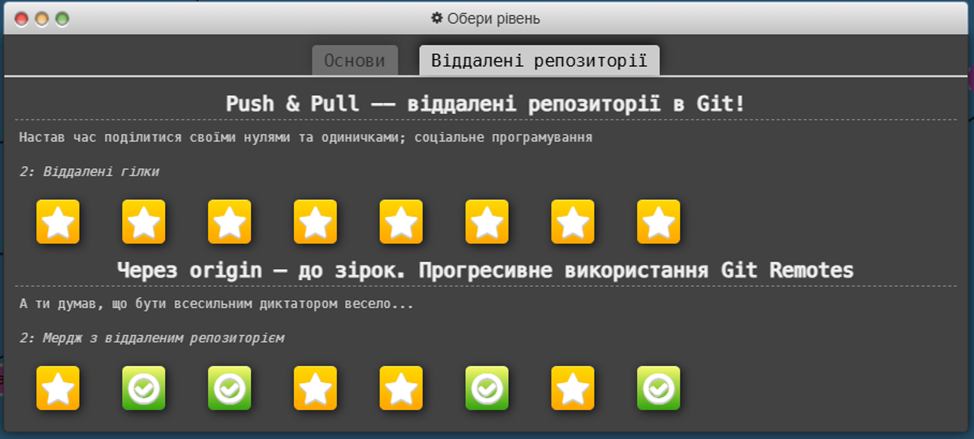 Обери рівень
Основи
Віддалені репозиторії
Push & Pull —— віддалені репозиторії в Git!
Настав час поділитися своїми нулями та одиничками; соціальне програмування
2: Віддалені гілки
Через origin – до зірок. Прогресивне використання Git Remotes
А ти думав, що бути всесильним диктатором весело...
2: Мердж з віддаленим репозиторієм